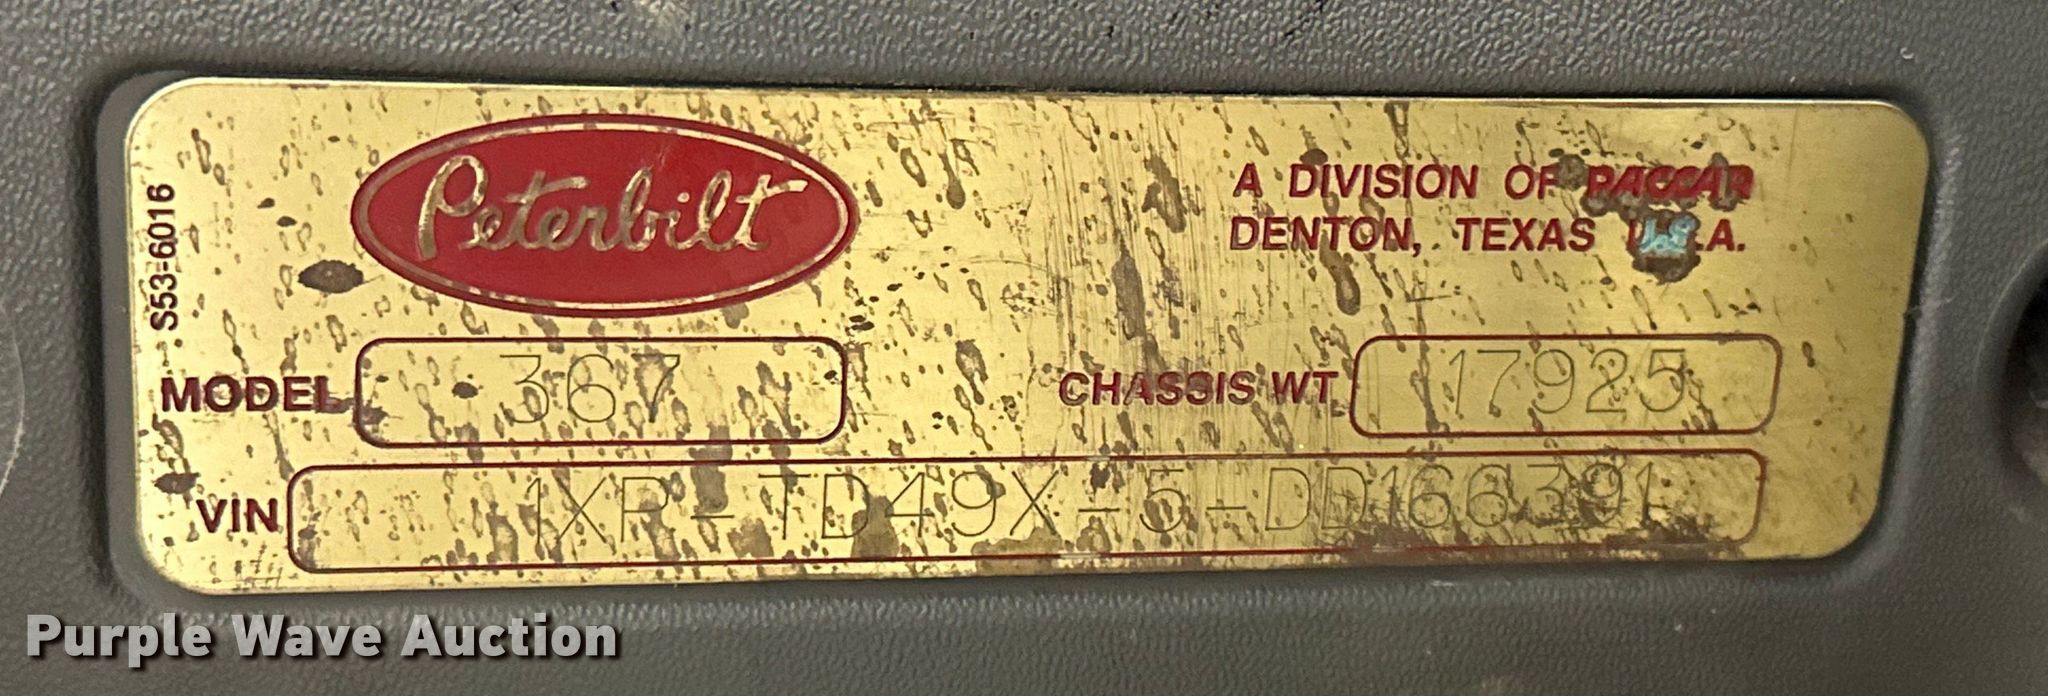 S53-6016
Peterbilt
A DIVISION OF PACCAR
DENTON, TEXAS U.S.A.
MODEL 367
CHASSIS WT 17925
VIN 1XP-TD49X-5-DD166391
Purple Wave Auction